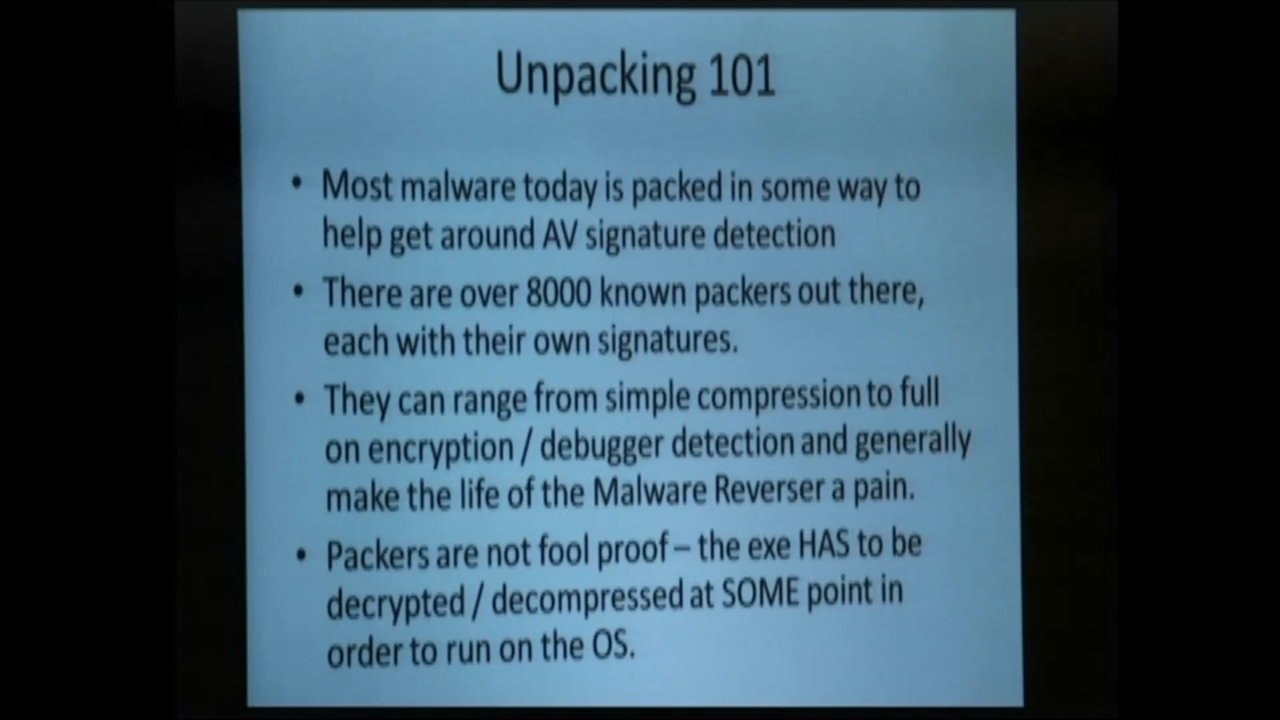 Unpacking 101
• Most malware today is packed in some way to
help get around AV signature detection
• There are over 8000 known packers out there,
each with their own signatures.
• They can range from simple compression to full
on encryption / debugger detection and generally
make the life of the Malware Reverser a pain.
• Packers are not fool proof – the exe HAS to be
decrypted / decompressed at SOME point in
order to run on the OS.